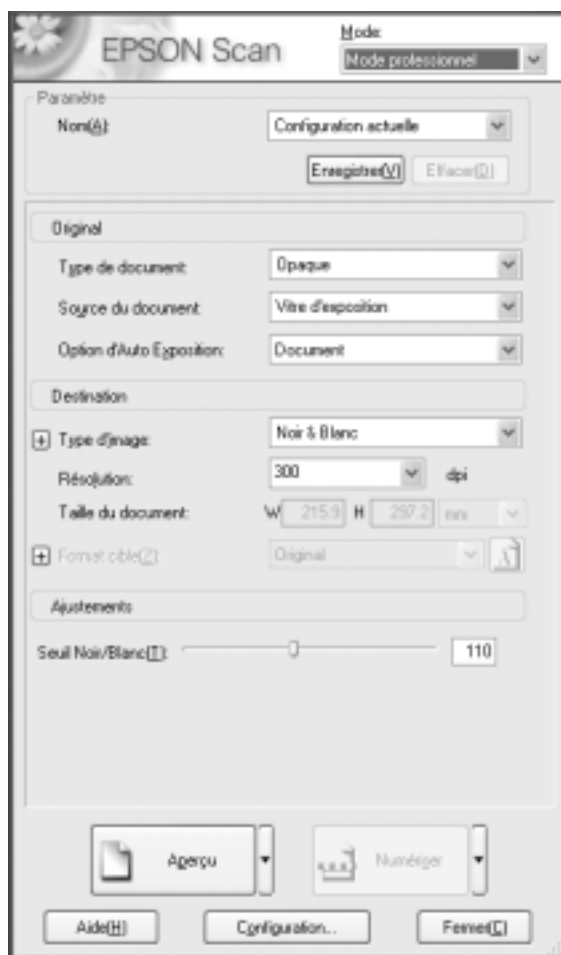 EPSON Scan
Mode:
Mode professionnel
Paramètre
Nom(A):
Configuration actuelle
Enregistrer(V)
Effacer(D)
Original
Type de document:
Opaque
Source du document:
Vitre d'exposition
Option d'Auto Exposition:
Document
Destination
Type d'image:
Noir & Blanc
Résolution:
300
dpi
Taille du document:
W 215.9 H 297.2 mm
Format cible(Z):
Original
Ajustements
Seuil Noir/Blanc(T):
110
Aperçu
Numériser
Aide(H)
Configuration...
Fermer(C)